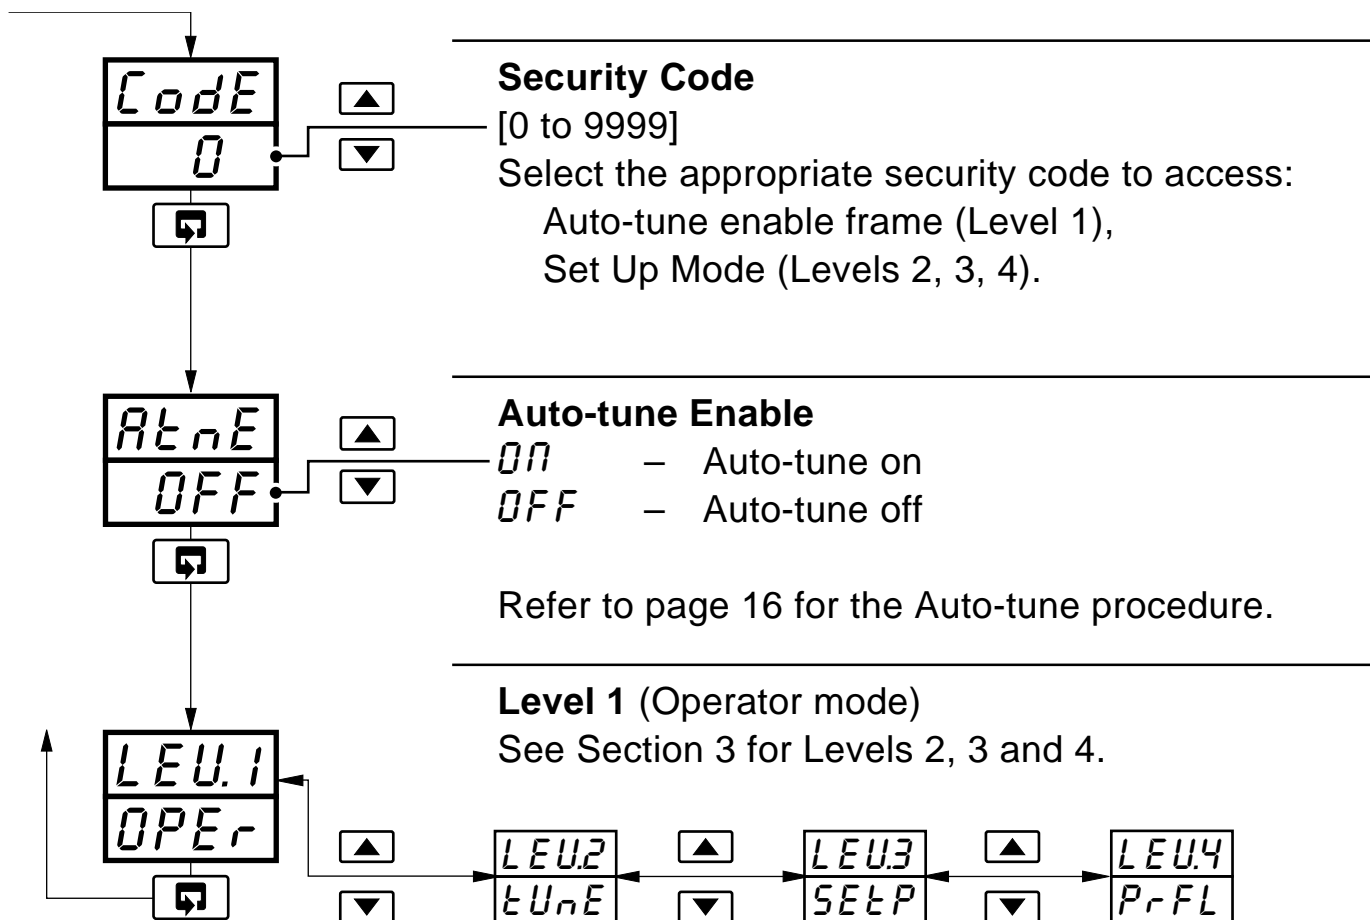 CodE
0
Security Code
[0 to 9999]
Select the appropriate security code to access:
Auto-tune enable frame (Level 1),
Set Up Mode (Levels 2, 3, 4).
AtnE
OFF
Auto-tune Enable
On – Auto-tune on
OFF – Auto-tune off
Refer to page 16 for the Auto-tune procedure.
Level 1 (Operator mode)
See Section 3 for Levels 2, 3 and 4.
LEU.1
OPEr
LEU.2
tUnE
LEU.3
SEtP
LEU.4
PrFL